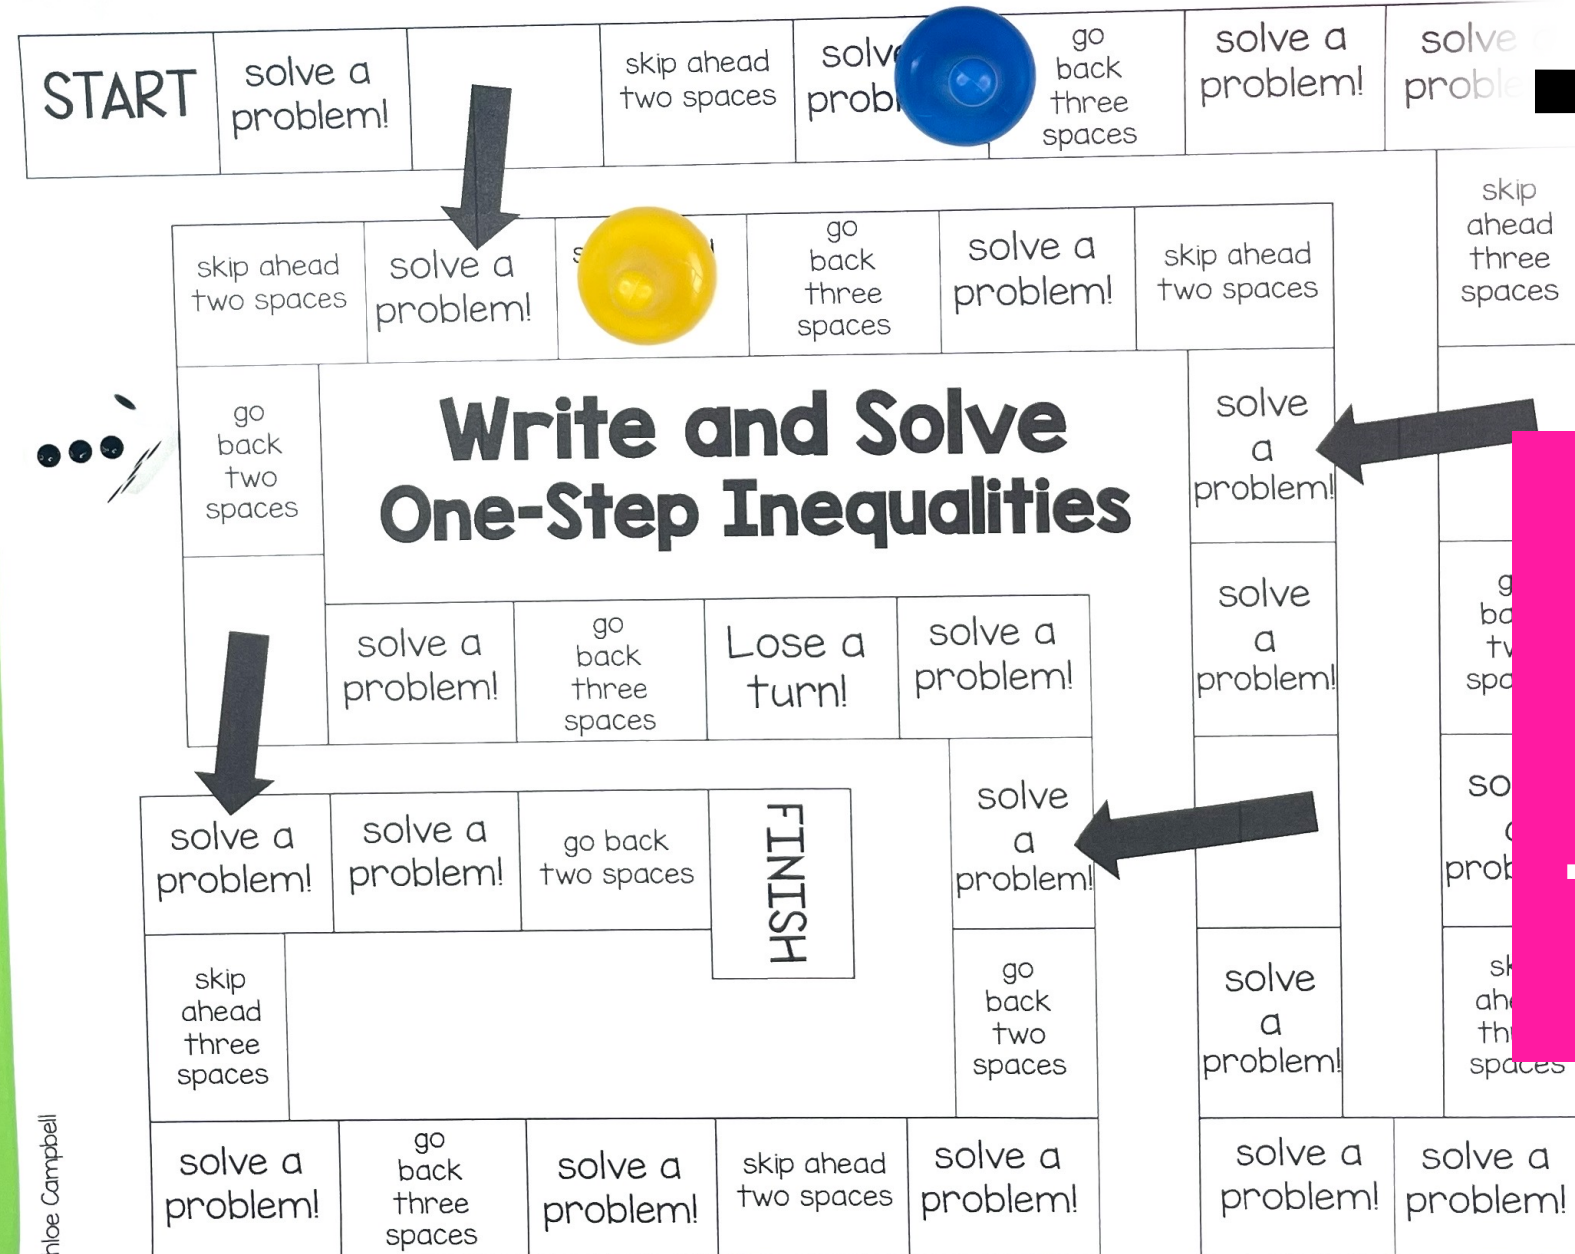 START
solve a
problem!
skip ahead
two spaces
go
back
three
spaces
solve a
problem!
solve
skip
ahead
three
spaces
skip ahead
two spaces
solve a
problem!
go
back
three
spaces
solve a
problem!
skip ahead
two spaces
go
back
two
spaces
Write and Solve
One-Step Inequalities
solve
a
problem!
solve
a
problem!
solve a
problem!
go
back
three
spaces
Lose a
turn!
solve a
problem!
solve a
problem!
solve a
problem!
go back
two spaces
FINISH
solve
a
problem!
skip
ahead
three
spaces
go
back
two
spaces
solve
a
problem!
spaces
solve a
problem!
go
back
three
spaces
solve a
problem!
skip ahead
two spaces
solve a
problem!
solve a
problem!
solve a
problem!
Campbell